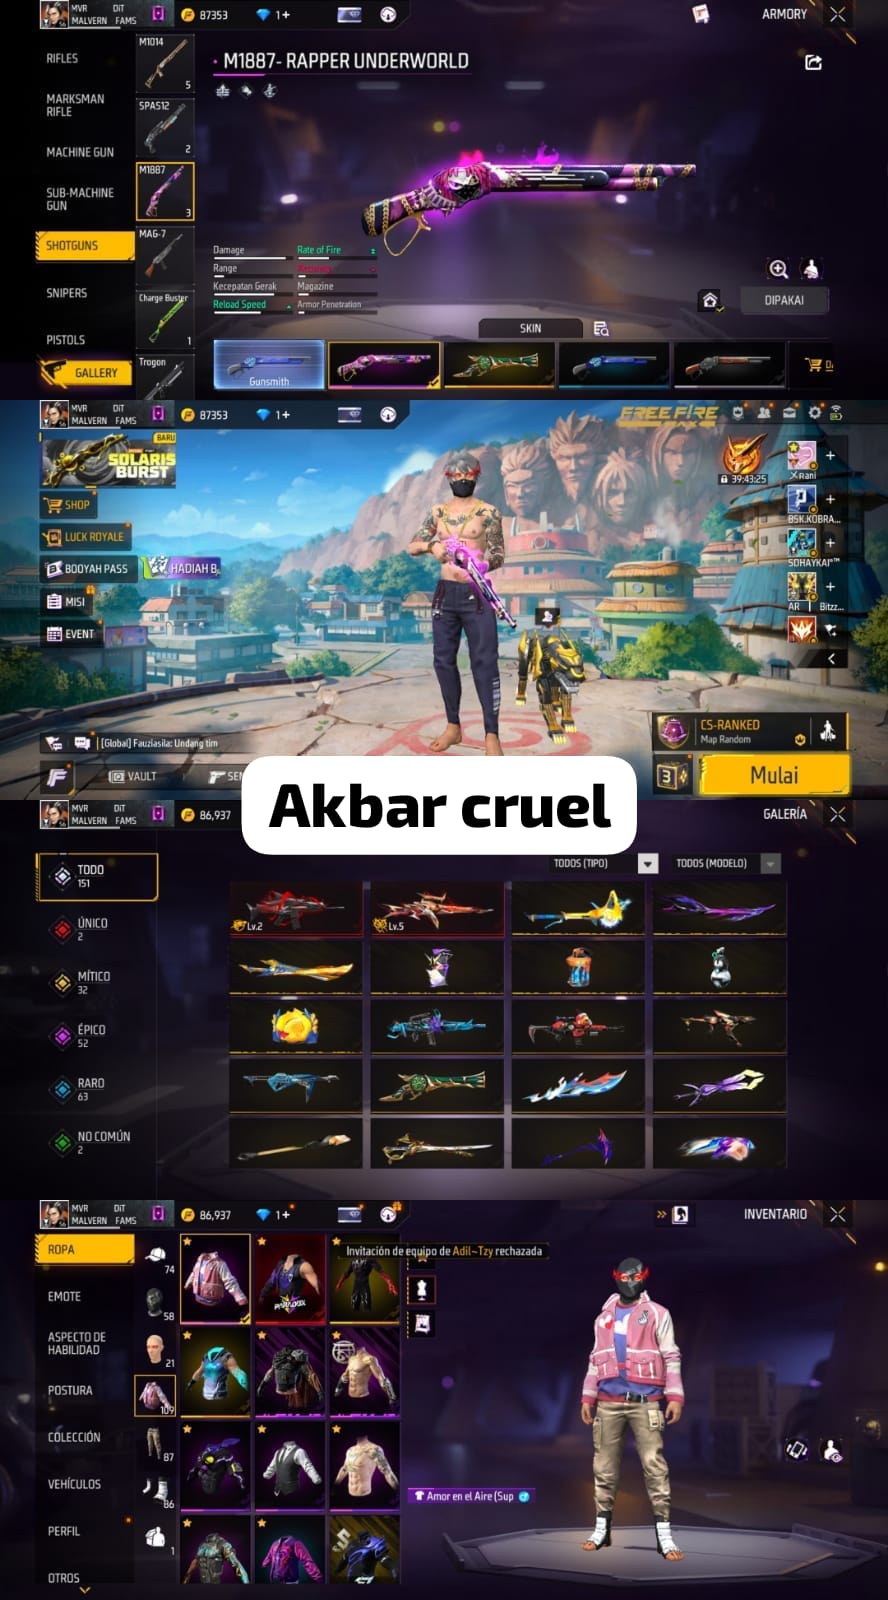 MVR DiT
MALVERN FAMS
87353
1+
ARMORY
RIFLES
MARKSMAN
RIFLE
MACHINE GUN
SUB-MACHINE
GUN
SHOTGUNS
SNIPERS
PISTOLS
GALLERY
M1014
5
SPAS12
2
M1887
3
MAG-7
Charge Buster
1
Trogon
M1887- RAPPER UNDERWORLD
Damage
Rate of Fire
Range
Accuracy
Kecepatan Gerak
Magazine
Reload Speed
Armor Penetration
DIPAKAI
SKIN
Gunsmith
MVR DiT
MALVERN FAMS
87353
1+
FREE FIRE
MAX
BARU
SOLARIS
BURST
SHOP
LUCK ROYALE
BOOYAH PASS
HADIAH B
MISI
EVENT
39:43:25
Rani
BSK.KOBRA...
SDHAYKAI™
AR | Bitzz...
[Global] Fauziasila: Undang tim
VAULT
SEN
CS-RANKED
Map Random
3
Mulai
Akbar cruel
MVR DiT
MALVERN FAMS
86,937
GALERÍA
TODO
151
ÚNICO
2
MÍTICO
32
ÉPICO
52
RARO
63
NO COMÚN
2
TODOS (TIPO)
TODOS (MODELO)
Lv.2
Lv.5
MVR DiT
MALVERN FAMS
86,937
1+
INVENTARIO
Invitación de equipo de Adil~Tzy rechazada
ROPA
EMOTE
ASPECTO DE
HABILIDAD
POSTURA
COLECCIÓN
VEHÍCULOS
PERFIL
OTROS
74
58
21
109
87
86
1
Amor en el Aire (Sup